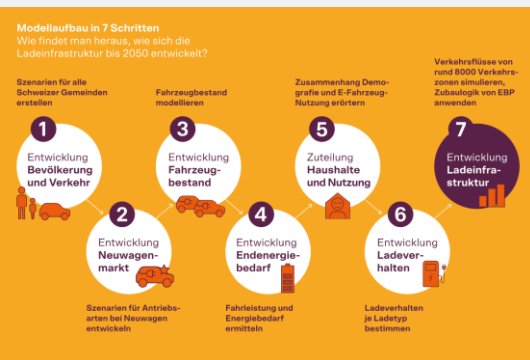 Modellaufbau in 7 Schritten
Wie findet man heraus, wie sich die
Ladeinfrastruktur bis 2050 entwickelt?
Szenarien für alle
Schweizer Gemeinden
erstellen
1
Entwicklung
Bevölkerung
und Verkehr
2
Entwicklung
Neuwagen-
markt
Szenarien für Antriebs-
arten bei Neuwagen
entwickeln
Fahrzeugbestand
modellieren
3
Entwicklung
Fahrzeug-
bestand
4
Entwicklung
Endenergie-
bedarf
Fahrleistung und
Energiebedarf
ermitteln
Zusammenhang Demo-
grafie und E-Fahrzeug-
Nutzung erörtern
5
Zuteilung
Haushalte
und Nutzung
6
Entwicklung
Ladever-
halten
Ladeverhalten
je Ladetyp
bestimmen
Verkehrsflüsse von
rund 8000 Verkehrs-
zonen simulieren,
Zubaulogik von EBP
anwenden
7
Entwicklung
Ladeinfra-
struktur